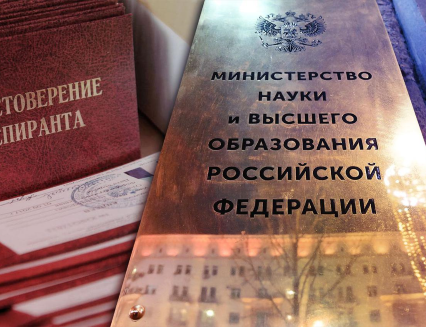 СТОВЕРЕНИЕ
СПИРАНТА
МИНИСТЕРСТВО
НАУКИ
И ВЫСШЕГО
ОБРАЗОВАНИЯ
РОССИЙСКОЙ
ФЕДЕРАЦИИ